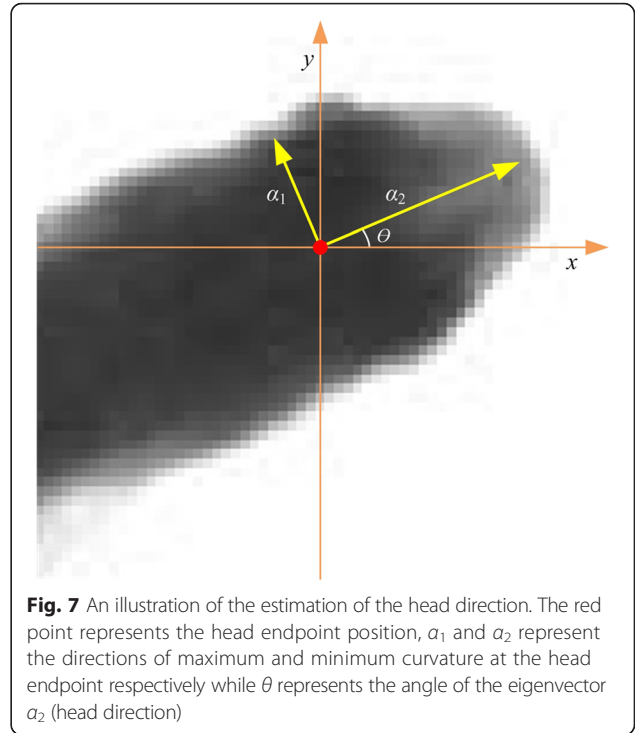 y
α1
α2
θ
x
Fig. 7 An illustration of the estimation of the head direction. The red
point represents the head endpoint position, α1 and α2 represent
the directions of maximum and minimum curvature at the head
endpoint respectively while θ represents the angle of the eigenvector
α2 (head direction)